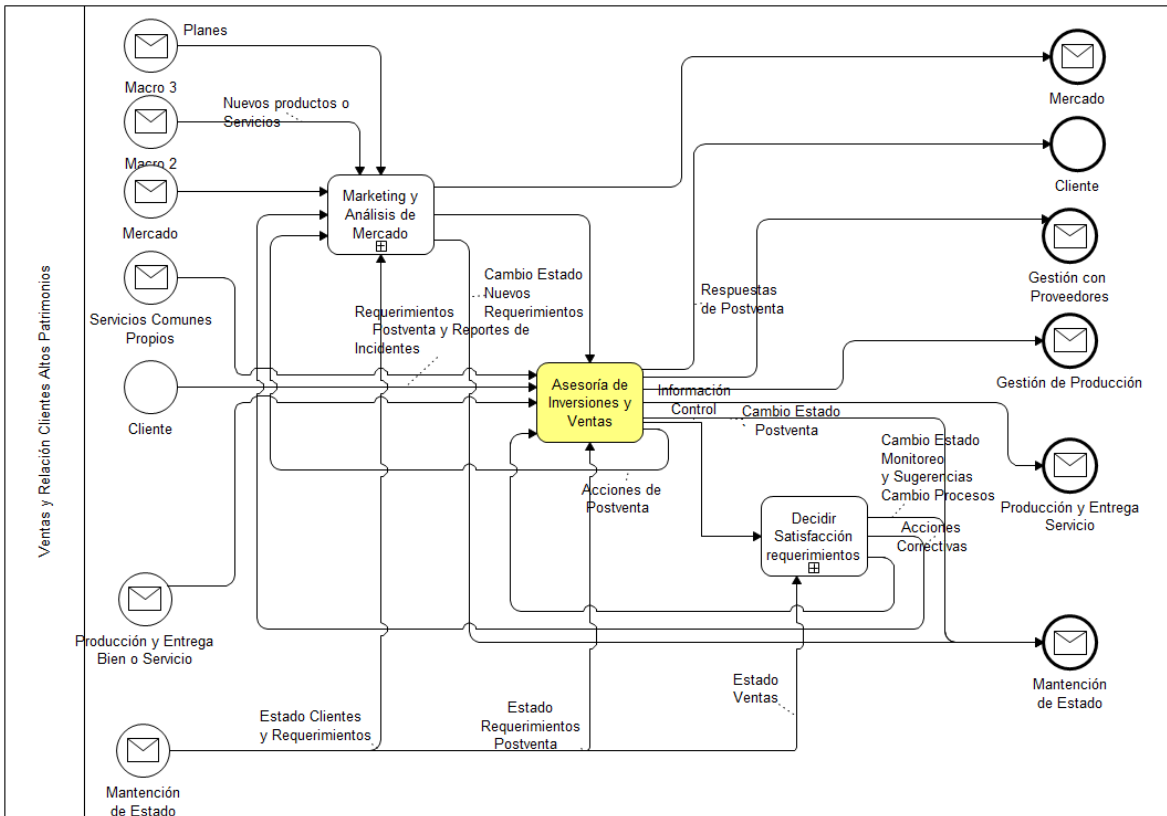 Ventas y Relación Clientes Altos Patrimonios
Planes
Macro 3
Nuevos productos o
Servicios
Macro 2
Mercado
Servicios Comunes
Propios
Cliente
Producción y Entrega
Bien o Servicio
Mantención
de Estado
Marketing y
Análisis de
Mercado
Cambio Estado
Nuevos
Requerimientos
Requerimientos
Postventa y Reportes de
Incidentes
Asesoría de
Inversiones y
Ventas
Respuestas
de Postventa
Información
Control
Cambio Estado
Postventa
Acciones de
Postventa
Cambio Estado
Monitoreo
y Sugerencias
Cambio Procesos
Decidir
Satisfacción
requerimientos
Acciones
Correctivas
Estado Clientes
y Requerimientos
Estado
Requerimientos
Postventa
Estado
Ventas
Mercado
Cliente
Gestión con
Proveedores
Gestión de Producción
Producción y Entrega
Servicio
Mantención
de Estado